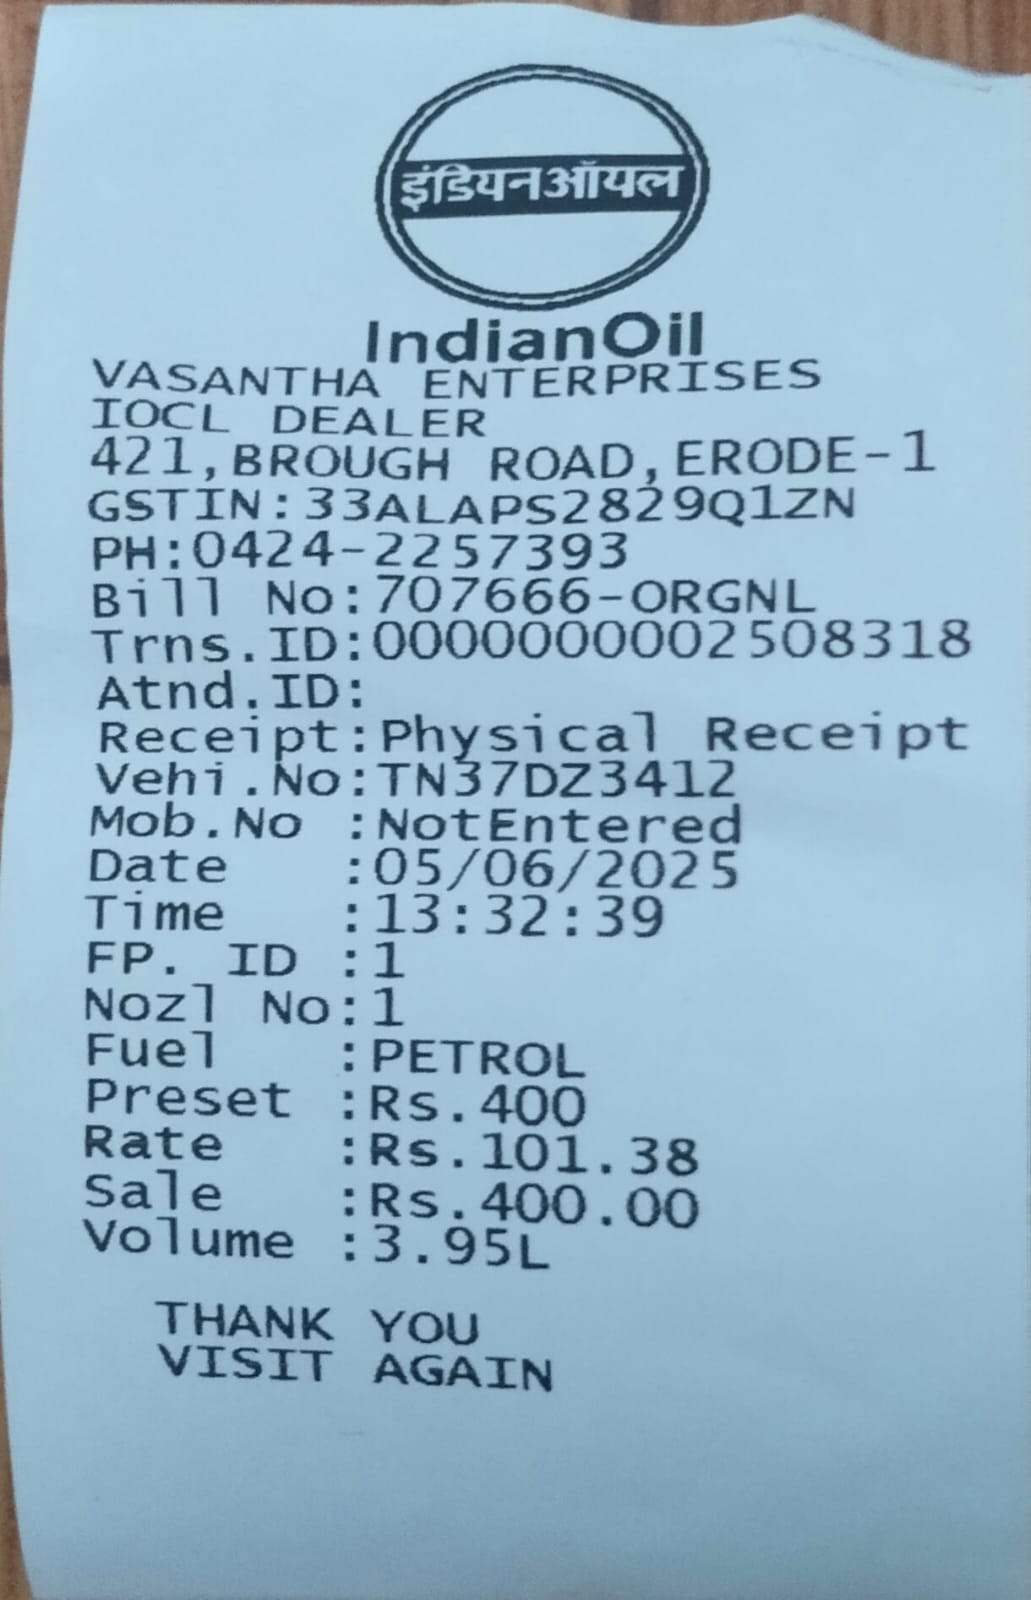 इंडियनऑयल
IndianOil
VASANTHA ENTERPRISES
IOCL DEALER
421,BROUGH ROAD,ERODE-1
GSTIN:33ALAPS2829Q1ZN
PH:0424-2257393
Bill No:707666-ORGNL
Trns.ID:0000000002508318
Atnd.ID:
Receipt:Physical Receipt
Vehi.No:TN37DZ3412
Mob.No :NotEntered
Date :05/06/2025
Time :13:32:39
FP. ID :1
Nozl No:1
Fuel :PETROL
Preset :Rs.400
Rate :Rs.101.38
Sale :Rs.400.00
Volume :3.95L
THANK YOU
VISIT AGAIN